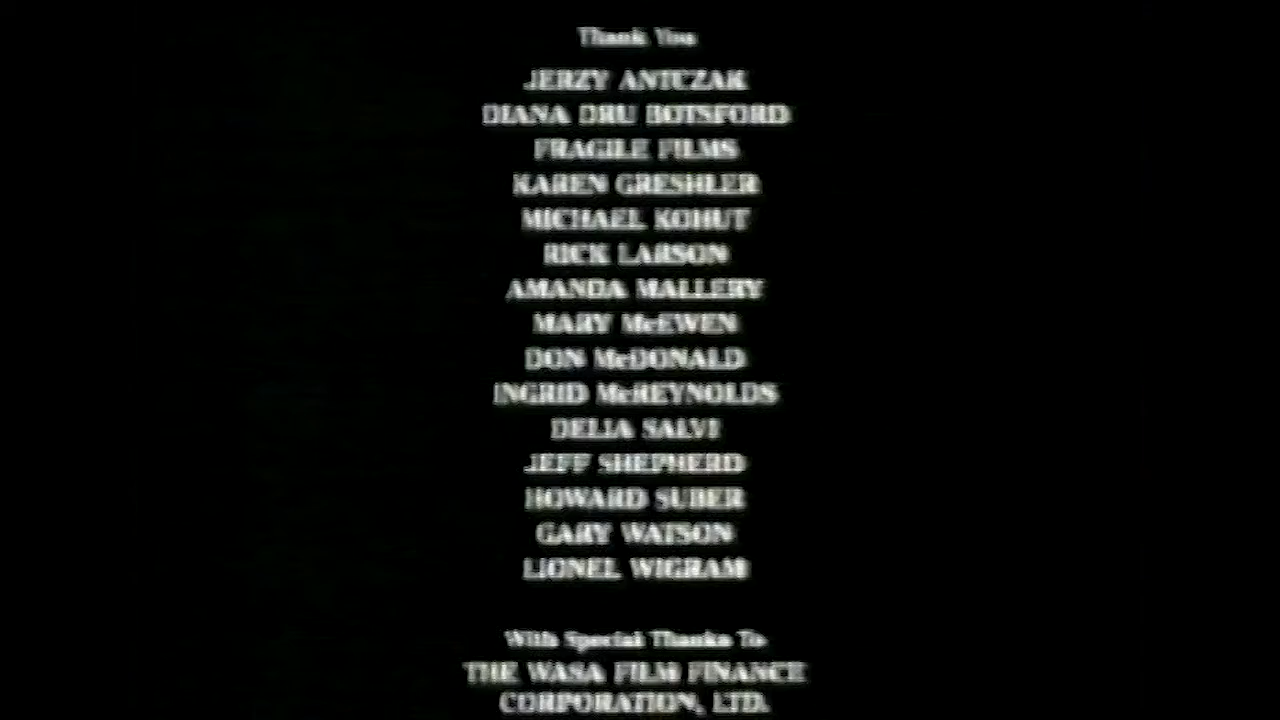 Thank You
JERZY ANTCZAK
DIANA DRU BOTSFORD
FRAGILE FILMS
KAREN GRESHLER
MICHAEL KOHUT
RICK LARSON
AMANDA MALLERY
MARY McEWEN
DON McDONALD
INGRID McREYNOLDS
DELIA SALVI
JEFF SHEPHERD
HOWARD SUBER
GARY WATSON
LIONEL WIGRAM
With Special Thanks To
THE WASA FILM FINANCE
CORPORATION, LTD.